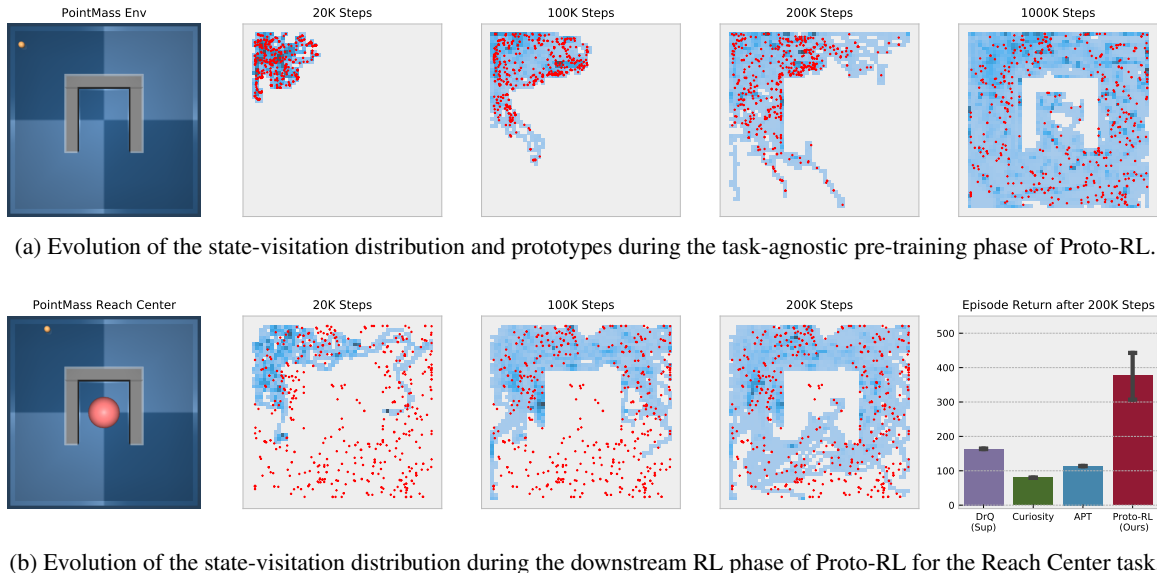 PointMass Env
20K Steps
100K Steps
200K Steps
1000K Steps
(a) Evolution of the state-visitation distribution and prototypes during the task-agnostic pre-training phase of Proto-RL.
PointMass Reach Center
20K Steps
100K Steps
200K Steps
Episode Return after 200K Steps
500
400
300
200
100
0
DrQ
(Sup)
Curiosity
APT
Proto-RL
(Ours)
(b) Evolution of the state-visitation distribution during the downstream RL phase of Proto-RL for the Reach Center task